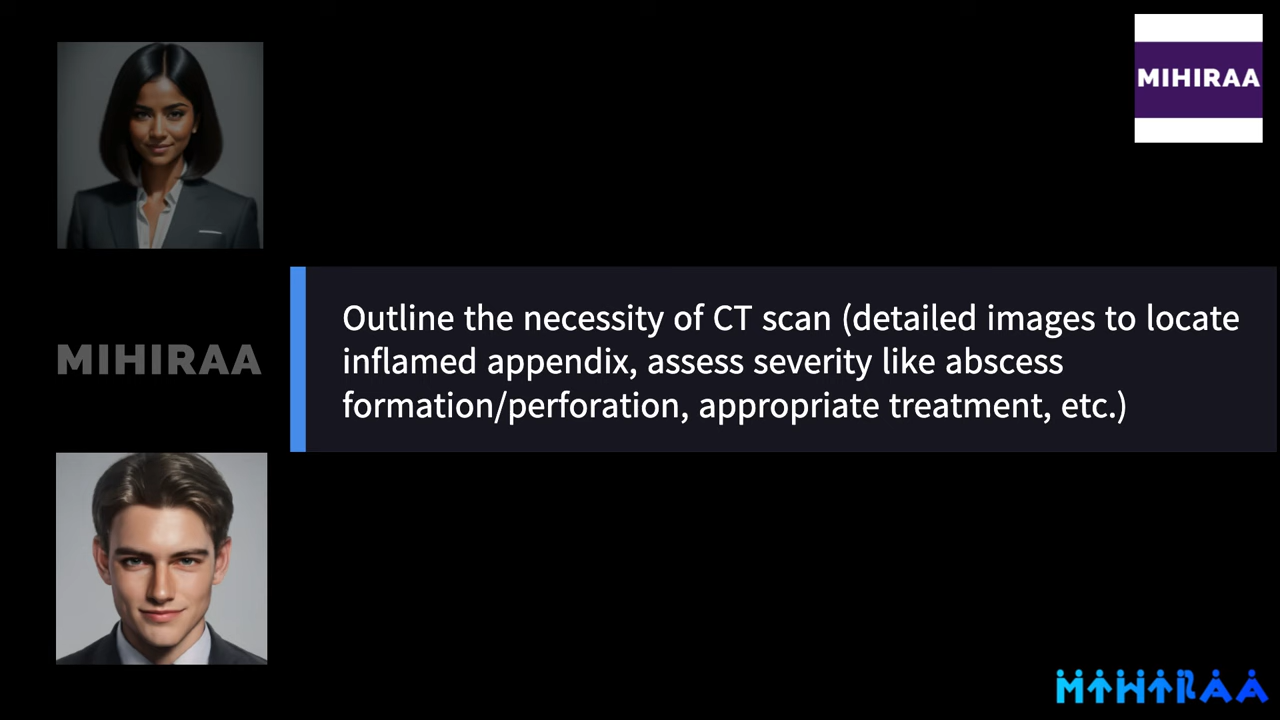 MIHIRAA
MIHIRAA
Outline the necessity of CT scan (detailed images to locate
inflamed appendix, assess severity like abscess
formation/perforation, appropriate treatment, etc.)
MIHIRAA